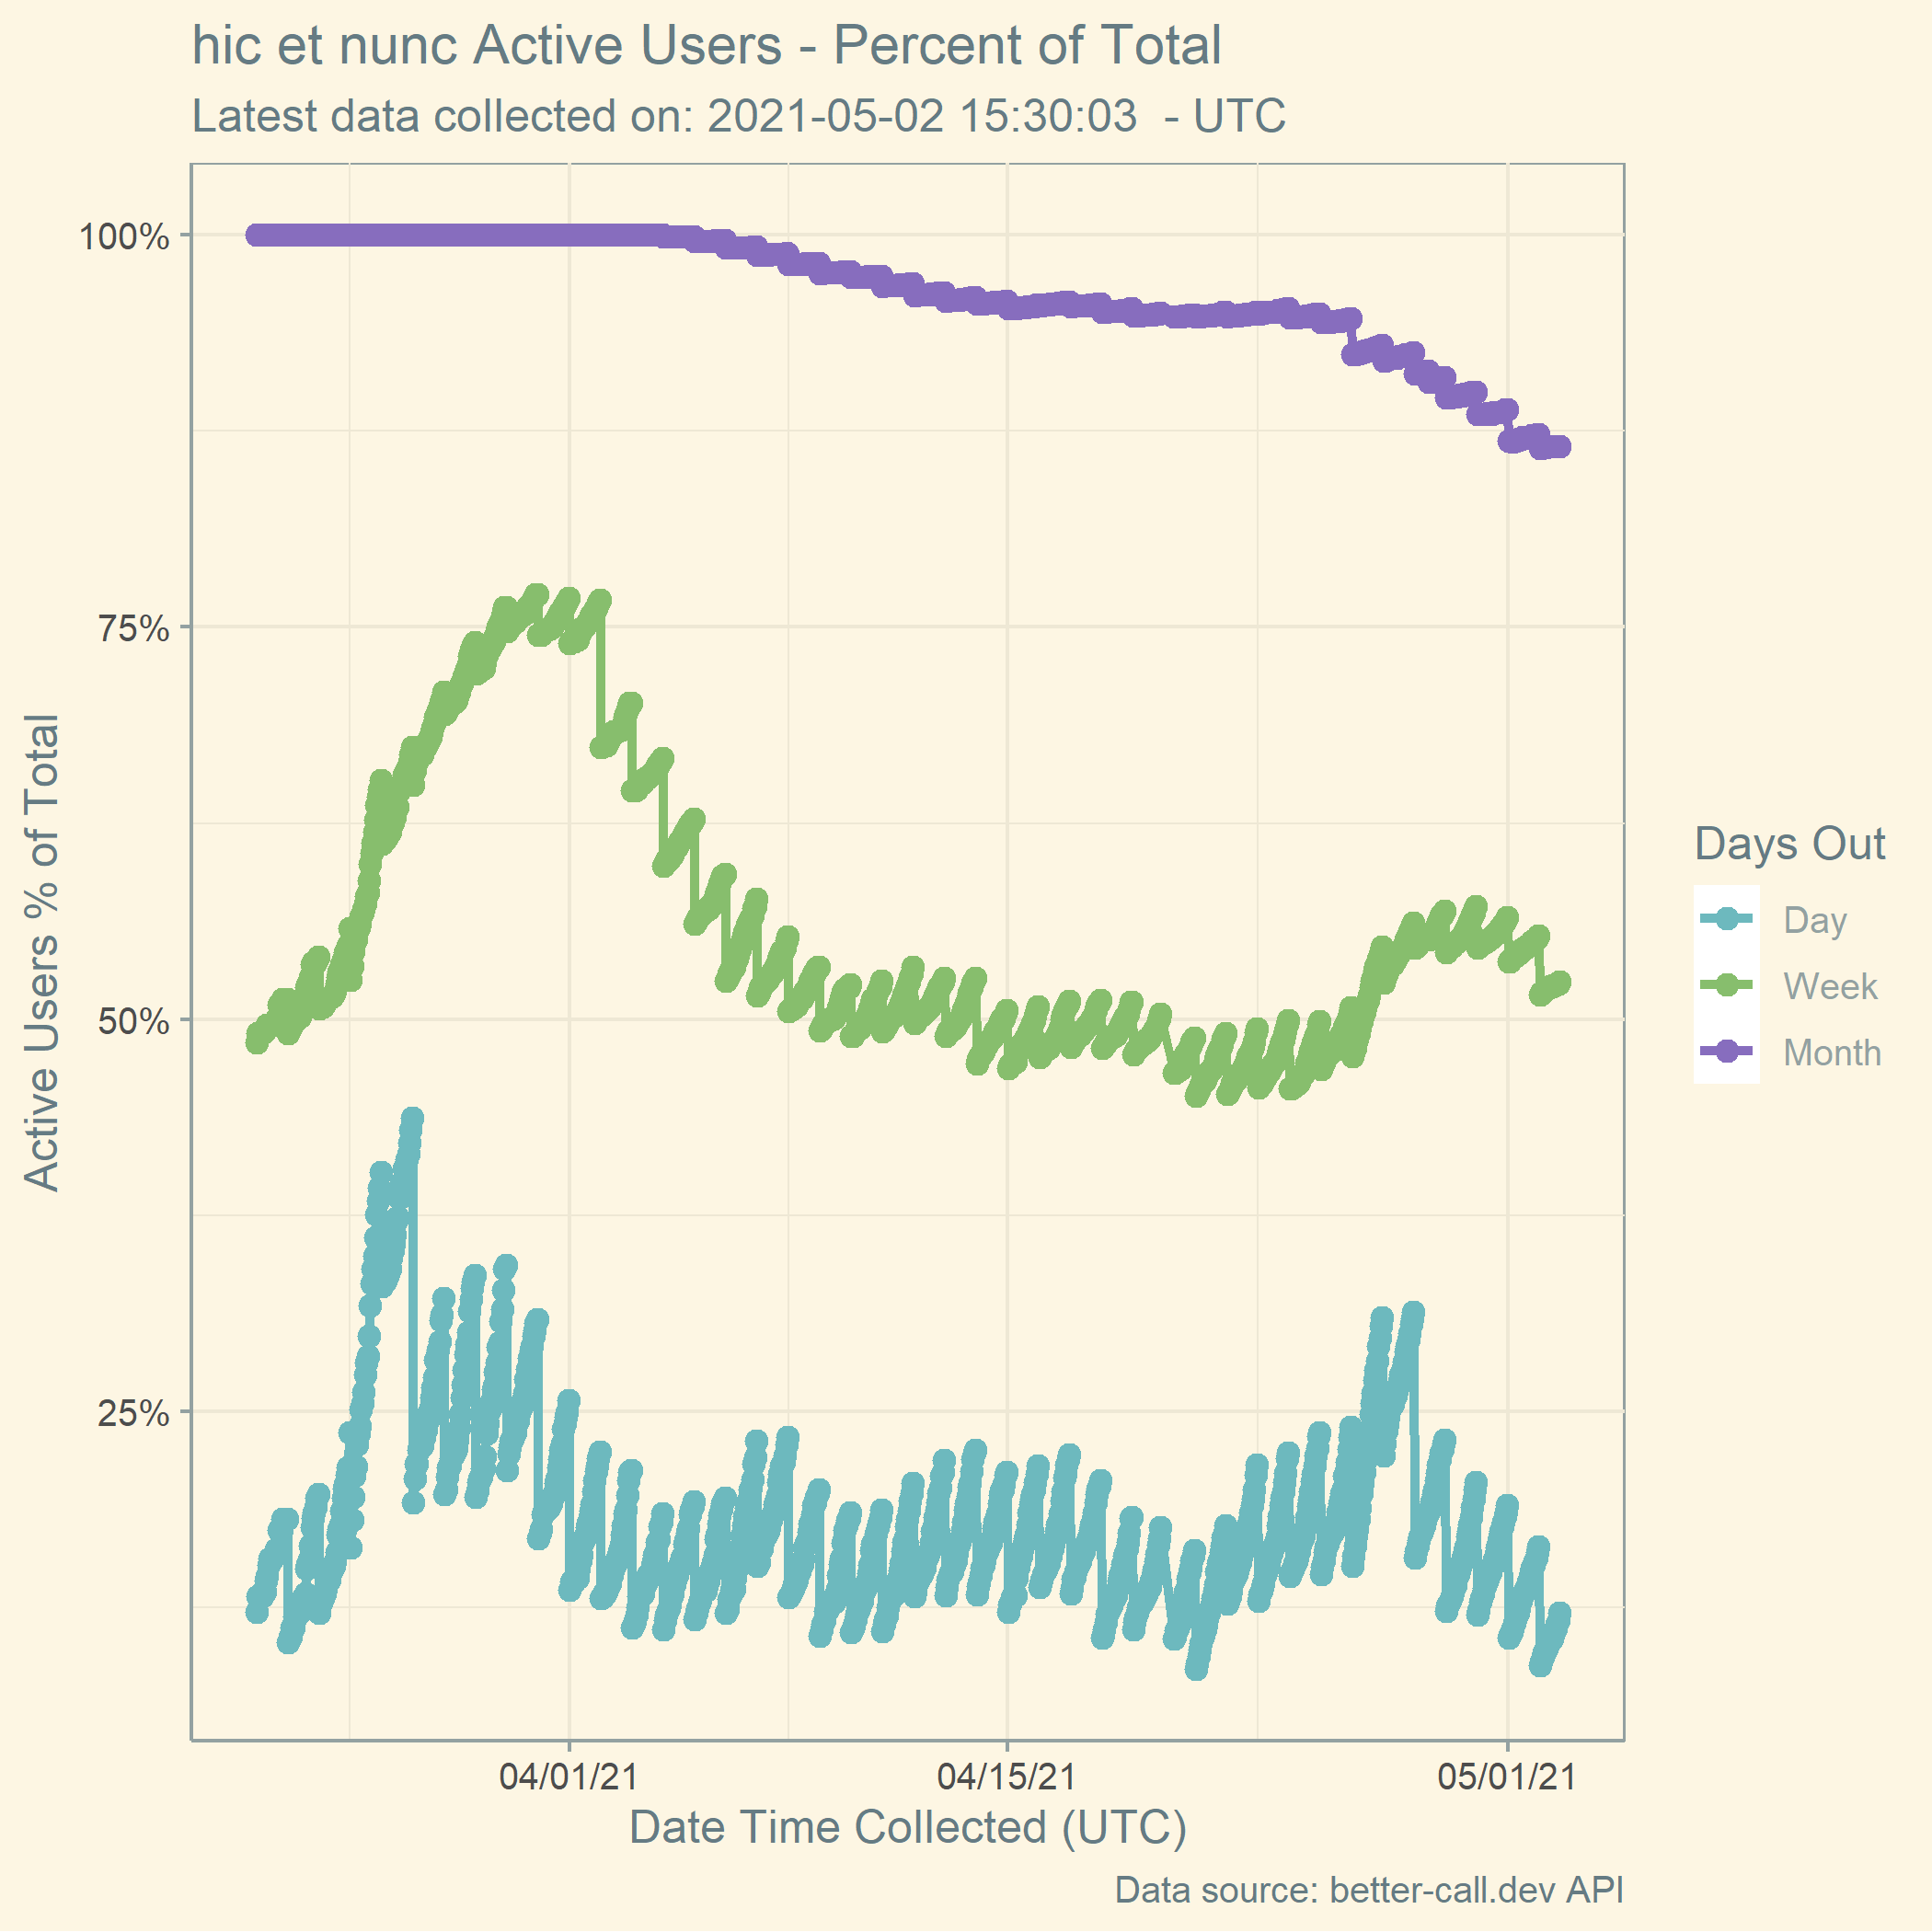 hic et nunc Active Users - Percent of Total
Latest data collected on: 2021-05-02 15:30:03  - UTC
Active Users % of Total
100%
75%
50%
25%
04/01/21
04/15/21
05/01/21
Date Time Collected (UTC)
Days Out
Day
Week
Month
Data source: better-call.dev API